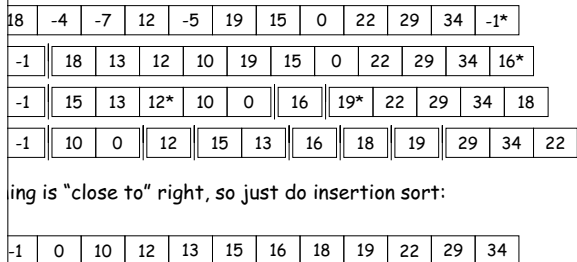 18 -4 -7 12 -5 19 15 0 22 29 34 -1*
-1 18 13 12 10 19 15 0 22 29 34 16*
-1 15 13 12* 10 0 16 19* 22 29 34 18
-1 10 0 12 15 13 16 18 19 29 34 22
ing is “close to” right, so just do insertion sort:
-1 0 10 12 13 15 16 18 19 22 29 34